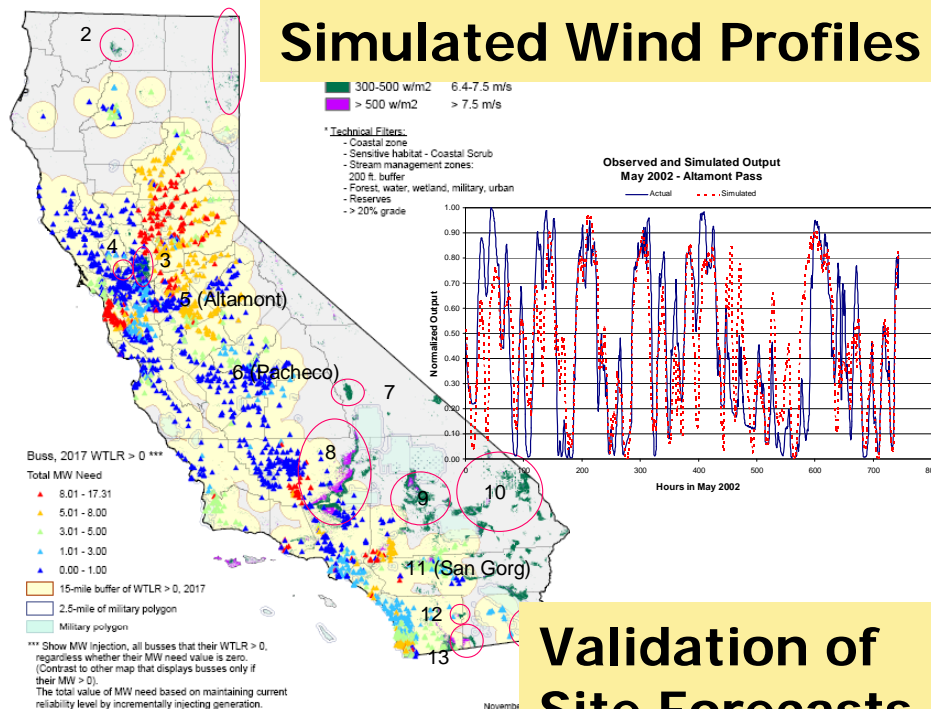 Simulated Wind Profiles
300-500 w/m2 6.4-7.5 m/s
> 500 w/m2 > 7.5 m/s
* Technical Filters:
- Coastal zone
- Sensitive habitat - Coastal Scrub
- Stream management zones:
200 ft. buffer
- Forest, water, wetland, military, urban
- Reserves
- > 20% grade
Observed and Simulated Output
May 2002 - Altamont Pass
Actual Simulated
Normalized Output
1.00
0.90
0.80
0.70
0.60
0.50
0.40
0.30
0.20
0.10
0.00
0 100 200 300 400 500 600 700
Hours in May 2002
2
4
3
5 (Altamont)
6 (Pacheco)
7
8
9
10
11 (San Gorg)
12
13
Buss, 2017 WTLR > 0 ***
Total MW Need
8.01 - 17.31
5.01 - 8.00
3.01 - 5.00
1.01 - 3.00
0.00 - 1.00
15-mile buffer of WTLR > 0, 2017
2.5-mile of military polygon
Military polygon
*** Show MW Injection, all busses that their WTLR > 0,
regardless whether their MW need value is zero.
(Contrast to other map that displays busses only if
their MW > 0).
The total value of MW need based on maintaining current
reliability level by incrementally injecting generation.
Validation of
Site Forecasts